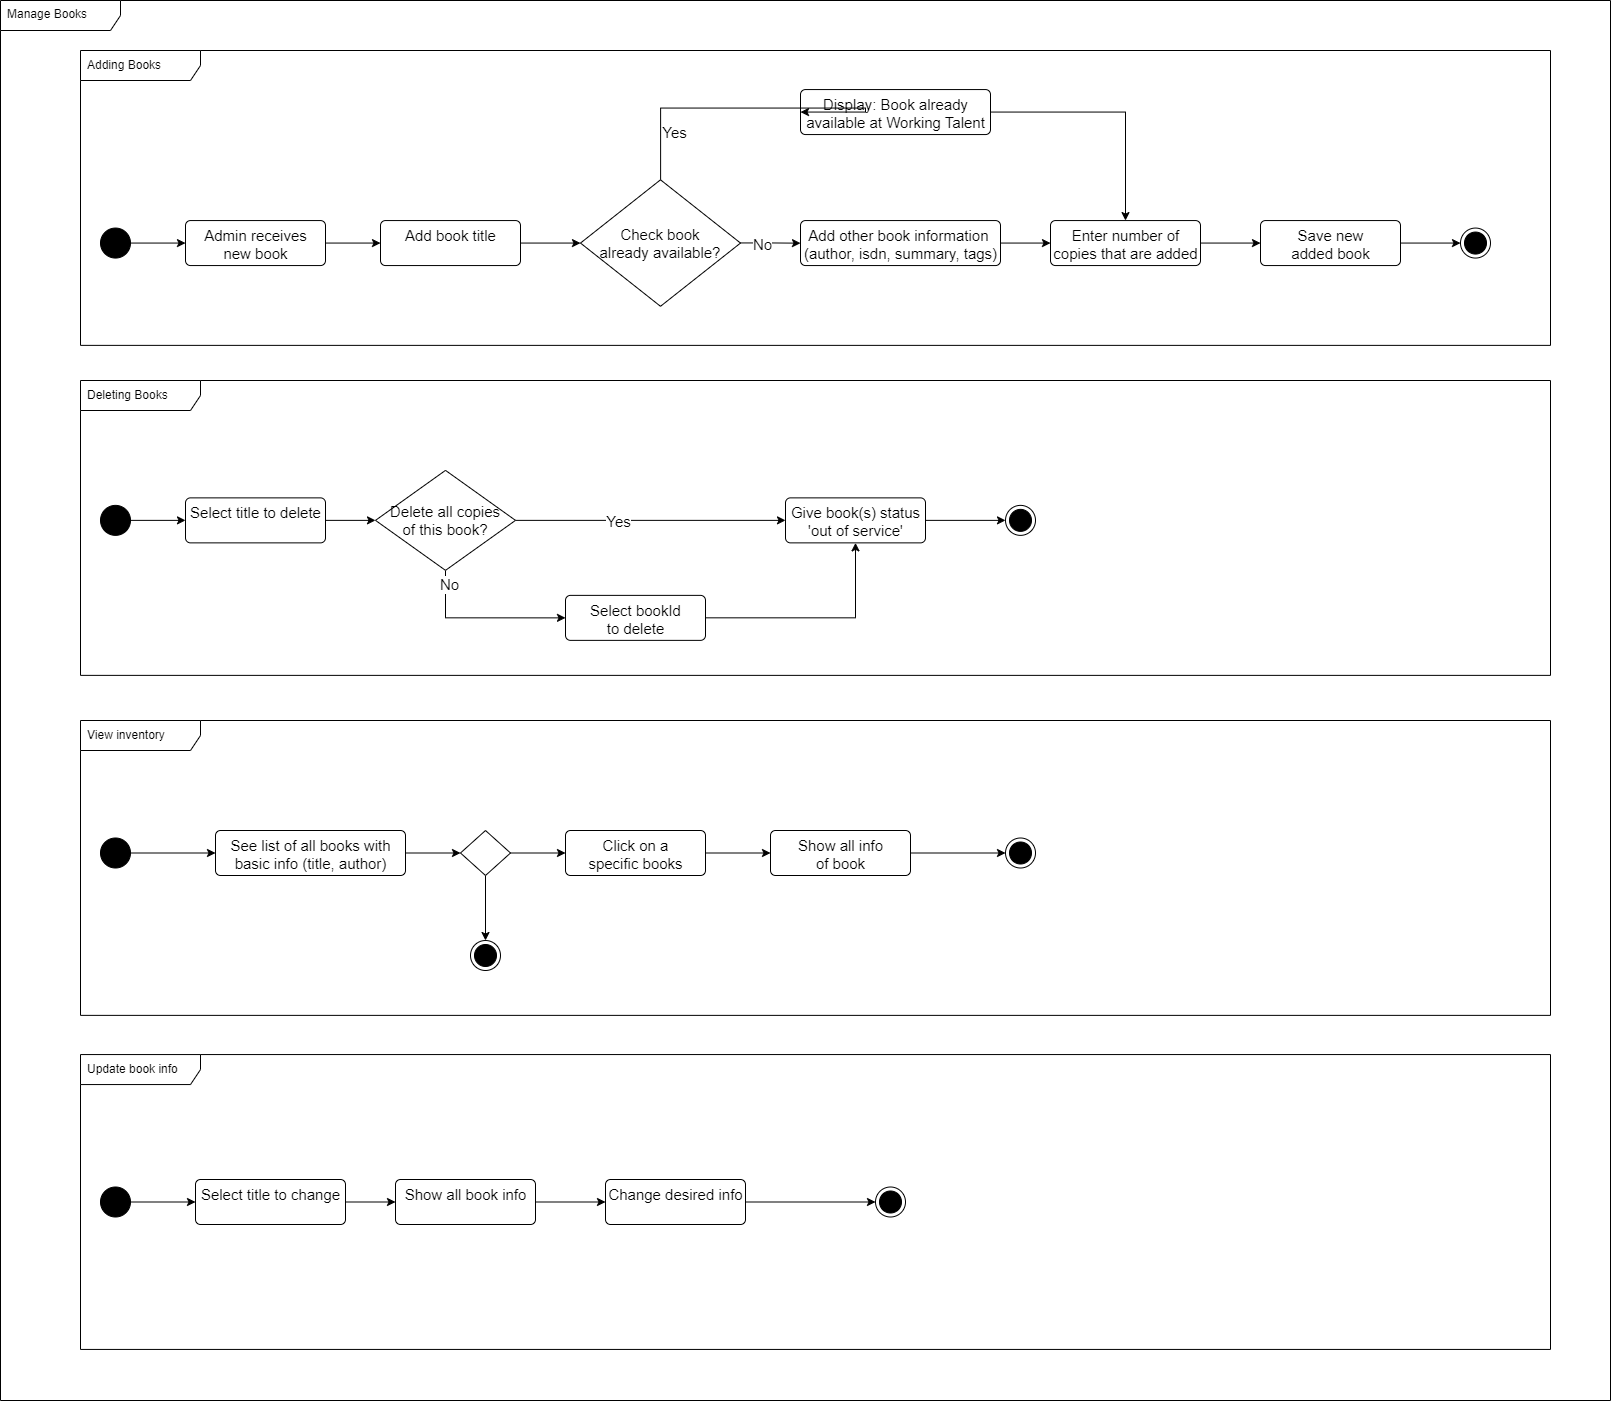 Manage Books
Adding Books
Display: Book already
available at Working Talent
Yes
Admin receives
new book
Add book title
Check book
already available?
No
Add other book information
(author, isdn, summary, tags)
Enter number of
copies that are added
Save new
added book
Deleting Books
Select title to delete
Delete all copies
of this book?
Yes
Give book(s) status
'out of service'
No
Select bookId
to delete
View inventory
See list of all books with
basic info (title, author)
Click on a
specific books
Show all info
of book
Update book info
Select title to change
Show all book info
Change desired info